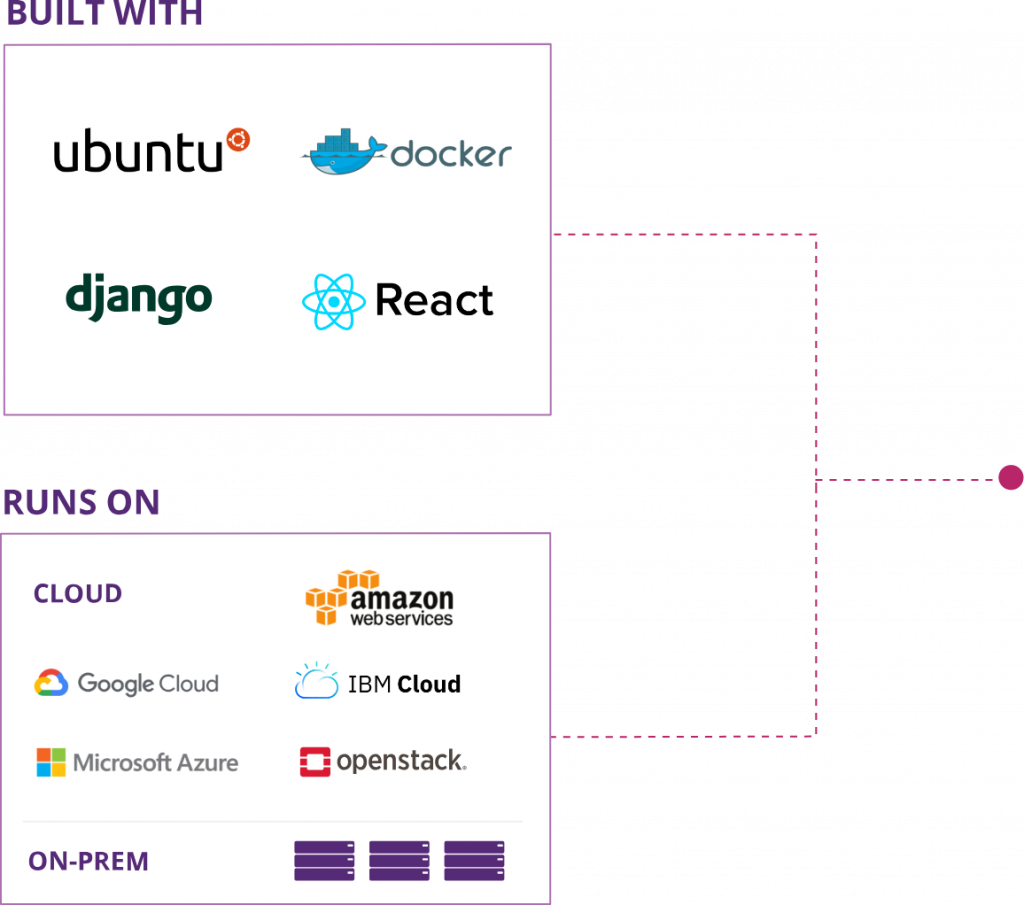 BUILT WITH
ubuntu
docker
django
React
RUNS ON
CLOUD
amazon
web services
Google Cloud
IBM Cloud
Microsoft Azure
openstack.
ON-PREM